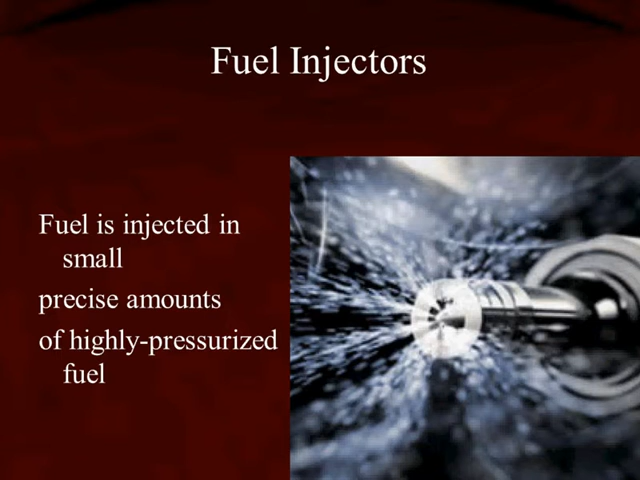 Fuel Injectors
Fuel is injected in
small
precise amounts
of highly-pressurized
fuel